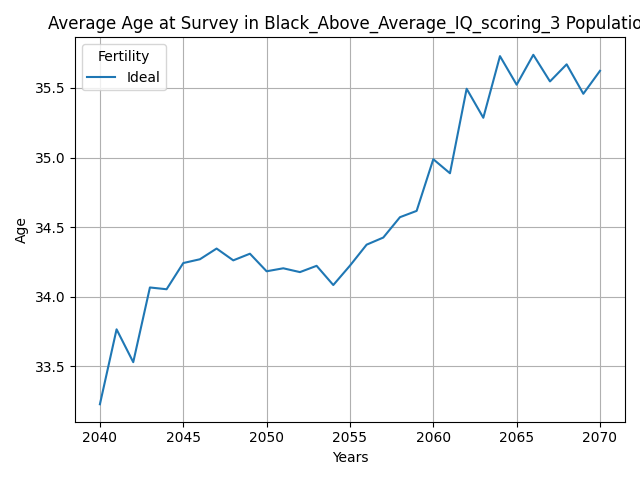 Average Age at Survey in Black_Above_Average_IQ_scoring_3 Populatio
Fertility
Ideal
Age
35.5
35.0
34.5
34.0
33.5
2040 2045 2050 2055 2060 2065 2070
Years